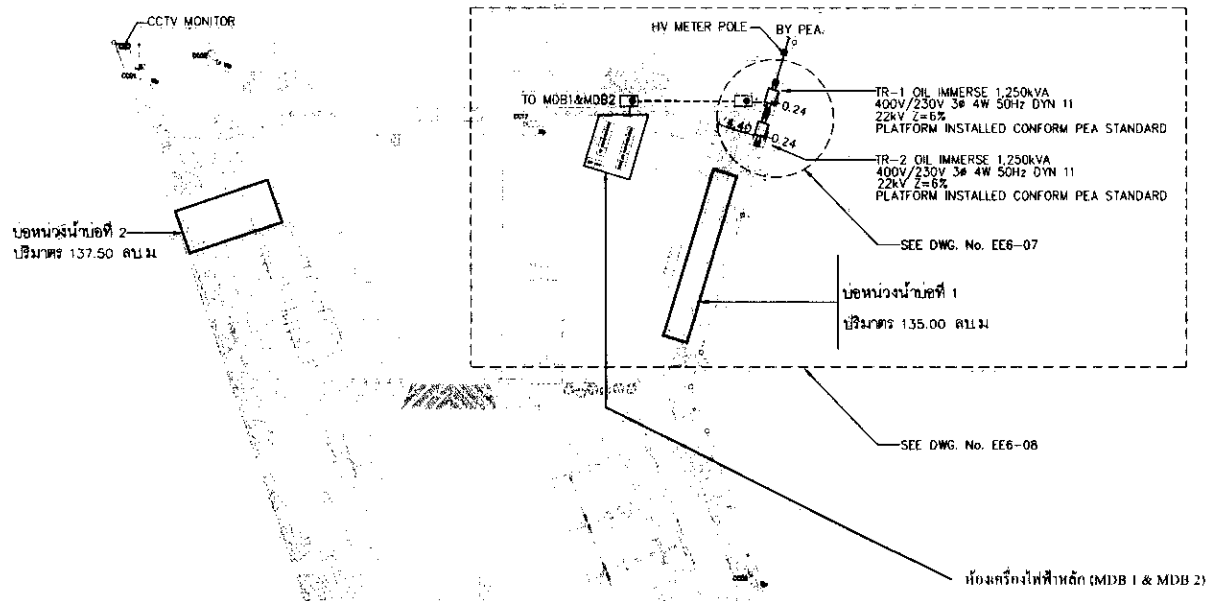 CCTV MONITOR
HV METER POLE
BY PEA.
TO MDB1&MDB2
TR-1 OIL IMMERSE 1,250kVA
400V/230V 3ø 4W 50Hz DYN 11
22kV Z=6%
PLATFORM INSTALLED CONFORM PEA STANDARD
0.24
0.24
TR-2 OIL IMMERSE 1,250kVA
400V/230V 3ø 4W 50Hz DYN 11
22kV Z=6%
PLATFORM INSTALLED CONFORM PEA STANDARD
SEE DWG. No. EE6-07
บ่อหน่วงน้ำบ่อที่ 2
ปริมาตร 137.50 ลบ.ม
บ่อหน่วงน้ำบ่อที่ 1
ปริมาตร 135.00 ลบ.ม
SEE DWG. No. EE6-08
ห้องเครื่องไฟฟ้าหลัก (MDB 1 & MDB 2)